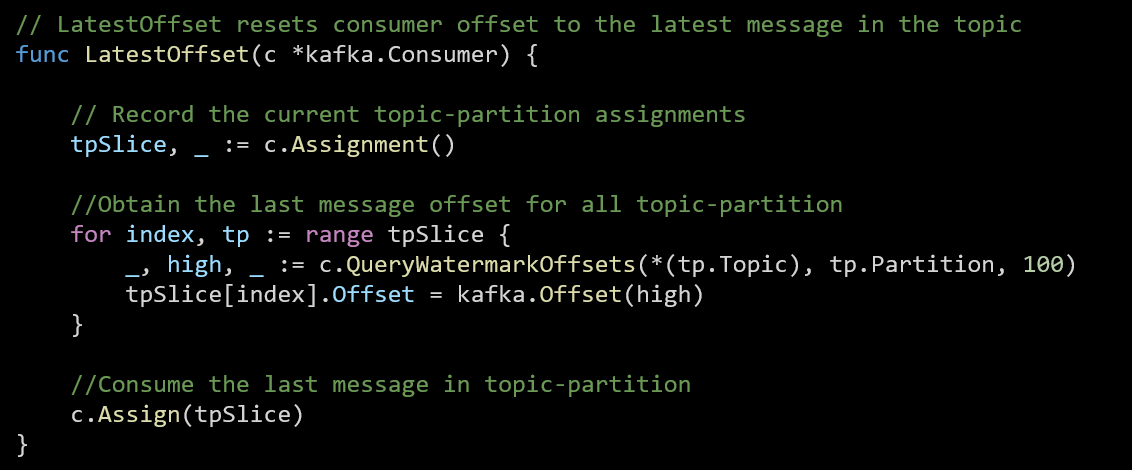 // LatestOffset resets consumer offset to the latest message in the topic
func LatestOffset(c *kafka.Consumer) {
// Record the current topic-partition assignments
tpSlice, _ := c.Assignment()
//Obtain the last message offset for all topic-partition
for index, tp := range tpSlice {
_, high, _ := c.QueryWatermarkOffsets(*(tp.Topic), tp.Partition, 100)
tpSlice[index].Offset = kafka.Offset(high)
}
//Consume the last message in topic-partition
c.Assign(tpSlice)
}